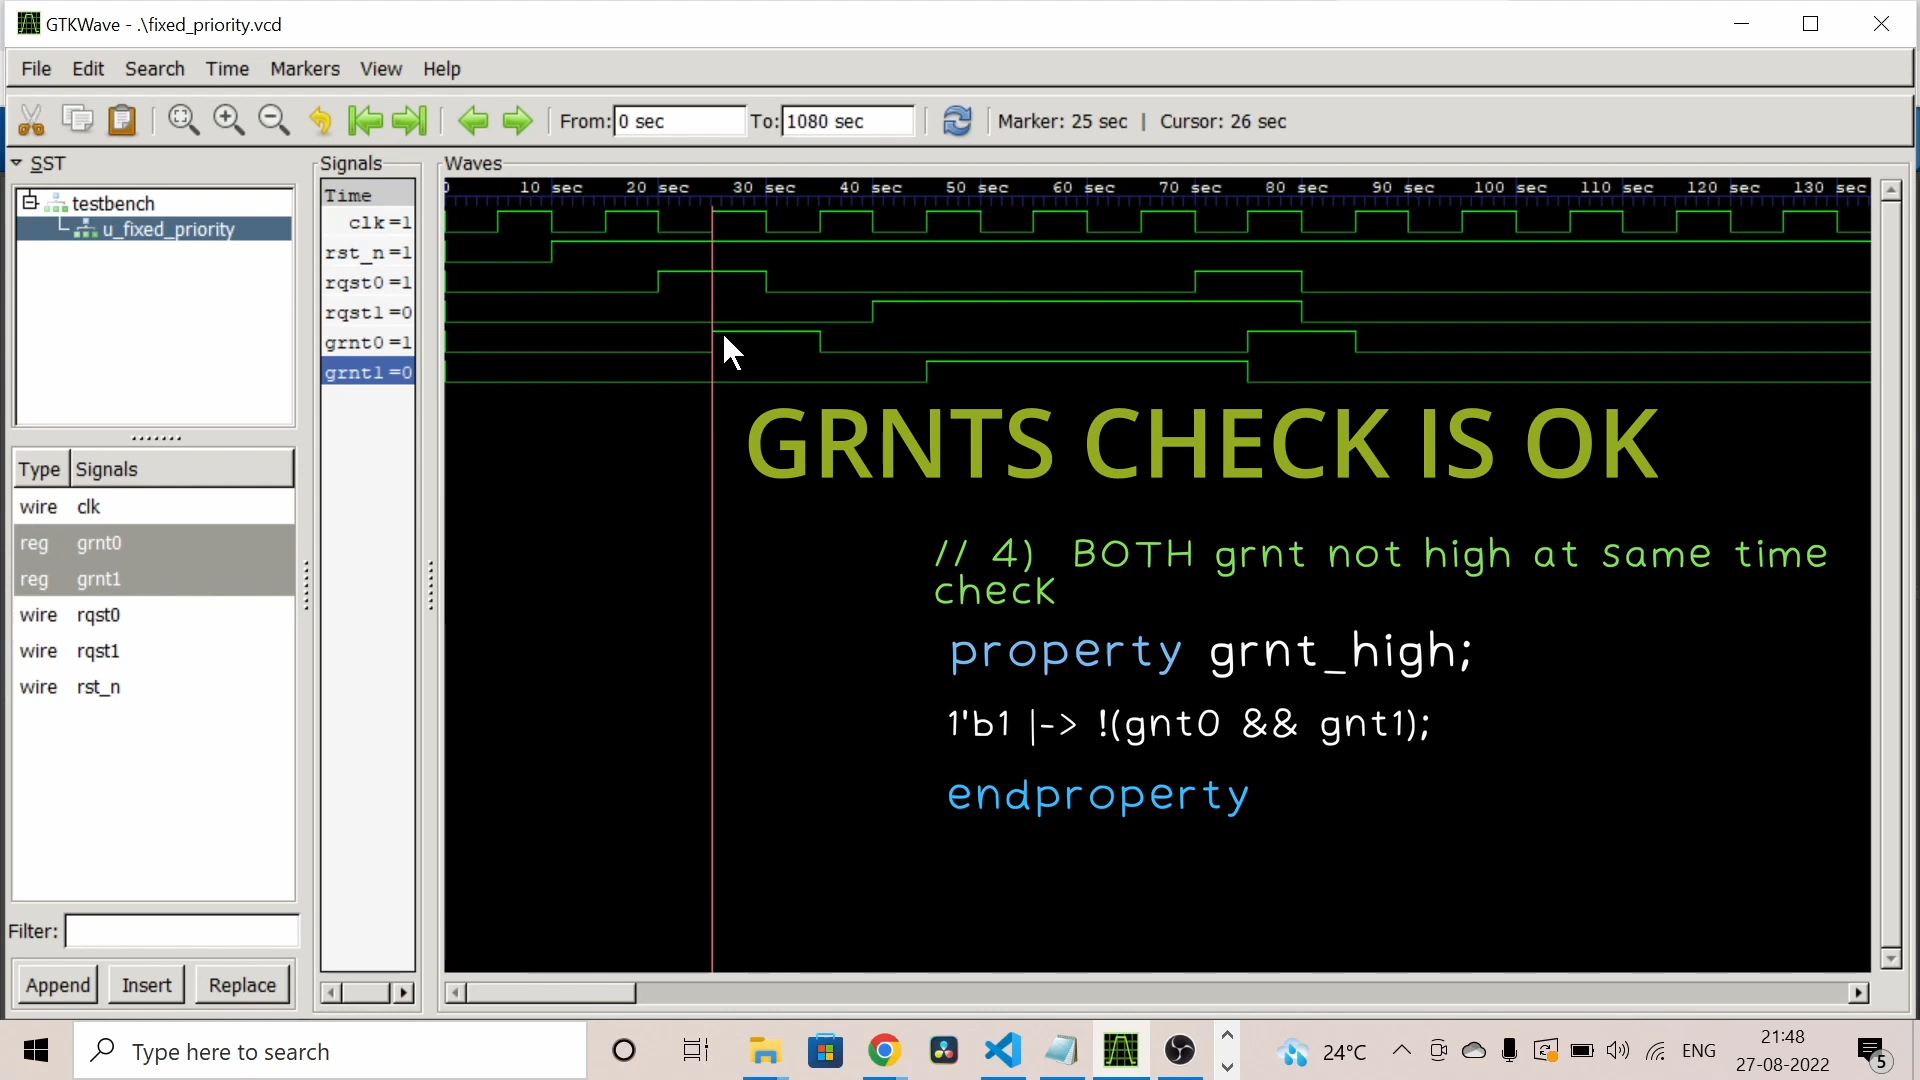 GTKWave - .\fixed_priority.vcd
File Edit Search Time Markers View Help
From: 0 sec To: 1080 sec Marker: 25 sec | Cursor: 26 sec
SST
testbench
u_fixed_priority
Type Signals
wire clk
reg grnt0
reg grnt1
wire rqst0
wire rqst1
wire rst_n
Filter:
Append Insert Replace
Signals
Time
clk =1
rst_n =1
rqst0 =1
rqst1 =0
grnt0 =1
grnt1 =0
Waves
0 10 sec 20 sec 30 sec 40 sec 50 sec 60 sec 70 sec 80 sec 90 sec 100 sec 110 sec 120 sec 130 sec
GRNTS CHECK IS OK
// 4) BOTH grnt not high at same time
check
property grnt_high;
1'b1 |-> !(gnt0 && gnt1);
endproperty
Type here to search
24°C
ENG
21:48
27-08-2022
5